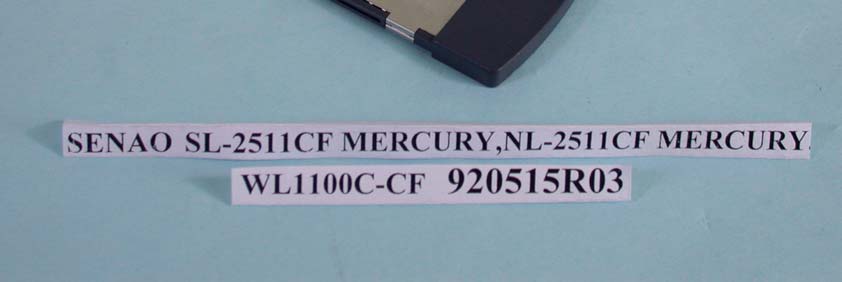 SENAO SL-2511CF MERCURY,NL-2511CF MERCURY
WL1100C-CF 920515R03